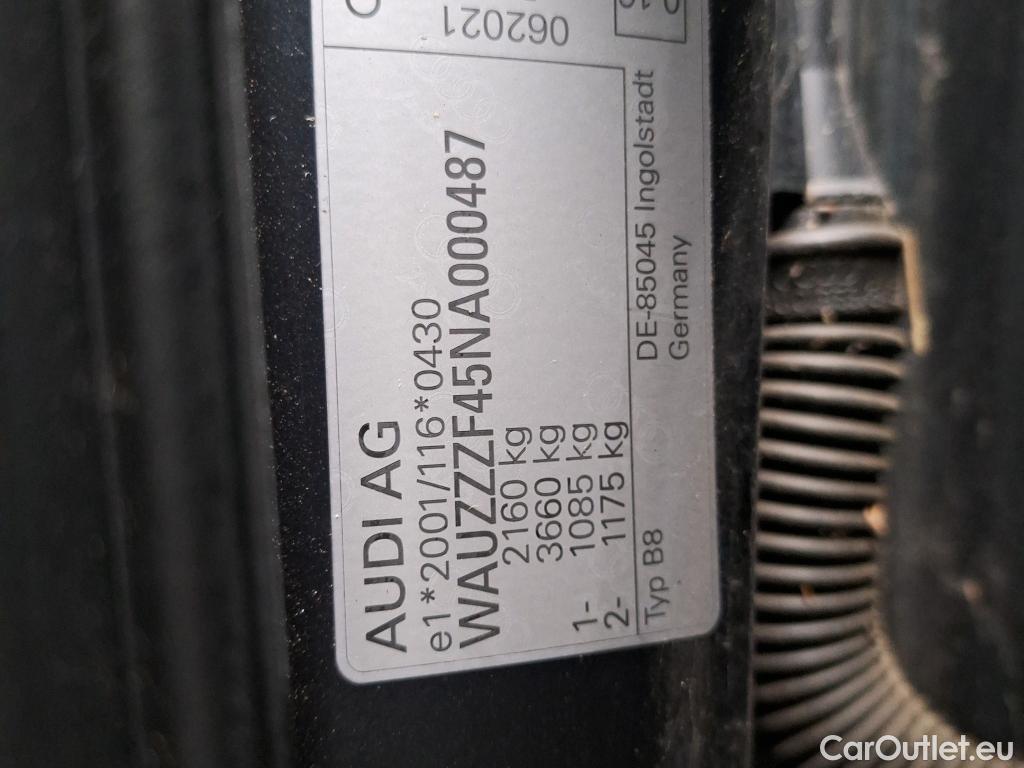 AUDI AG
e1*2001/116*0430
WAUZZZF45NA000487
2160 kg
3660 kg
1- 1085 kg
2- 1175 kg
Typ B8
DE-85045 Ingolstadt
Germany
062021
CarOutlet.eu